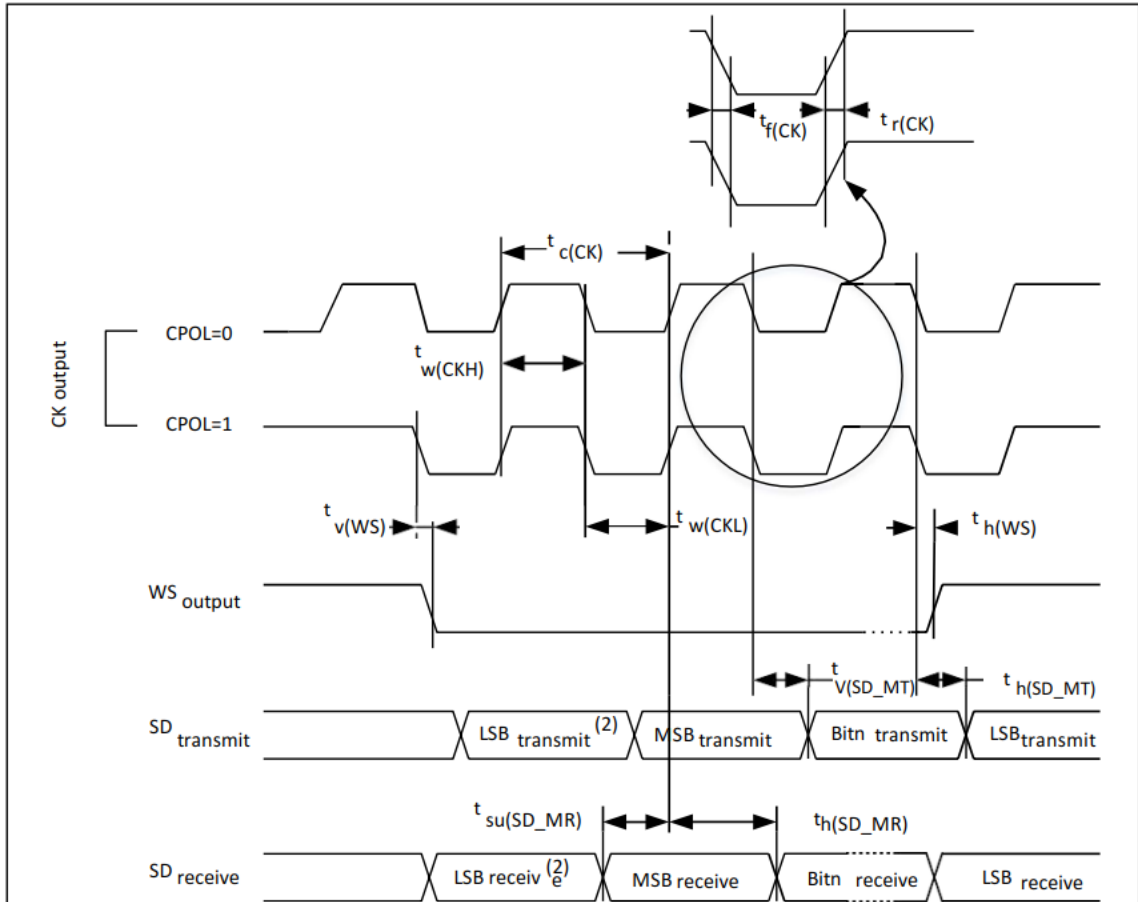 t f(CK)
t r(CK)
t c(CK)
CK output
CPOL=0
t w(CKH)
CPOL=1
t v(WS)
t w(CKL)
t h(WS)
WS output
t V(SD_MT)
t h(SD_MT)
SD transmit
LSB transmit (2)
MSB transmit
Bitn transmit
LSB transmit
t su(SD_MR)
t h(SD_MR)
SD receive
LSB receiv e (2)
MSB receive
Bitn receive
LSB receive